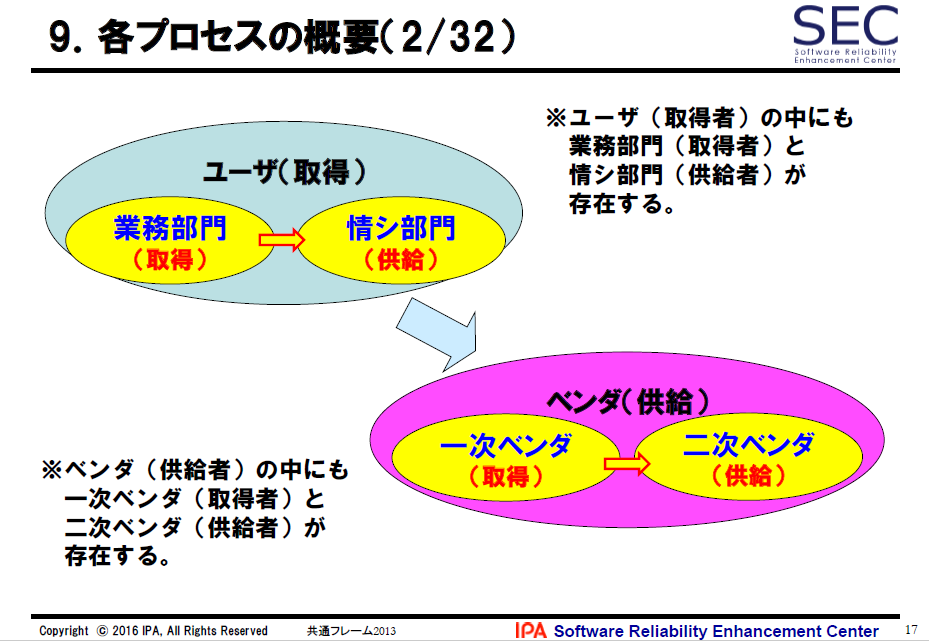 9. 各プロセスの概要(2/32)
SEC
Software Reliability
Enhancement Center
※ユーザ(取得者)の中にも
業務部門(取得者)と
情シ部門(供給者)が
存在する。
ユーザ(取得)
業務部門
(取得)
情シ部門
(供給)
ベンダ(供給)
一次ベンダ
(取得)
二次ベンダ
(供給)
※ベンダ(供給者)の中にも
一次ベンダ(取得者)と
二次ベンダ(供給者)が
存在する。
Copyright © 2016 IPA, All Rights Reserved 共通フレーム2013 IPA Software Reliability Enhancement Center 17